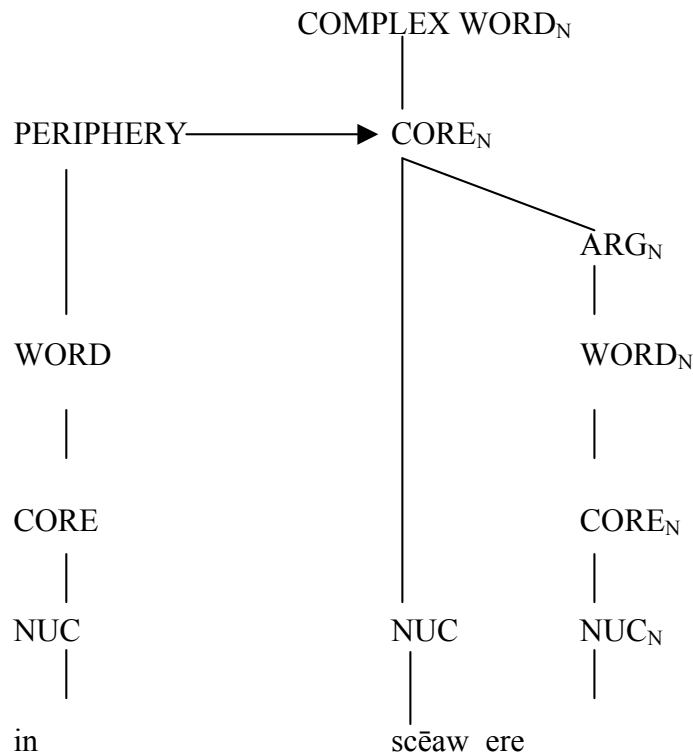 COMPLEX WORDN
PERIPHERY COREN
ARGN
WORD WORDN
CORE COREN
NUC NUC NUCN
in scēaw ere